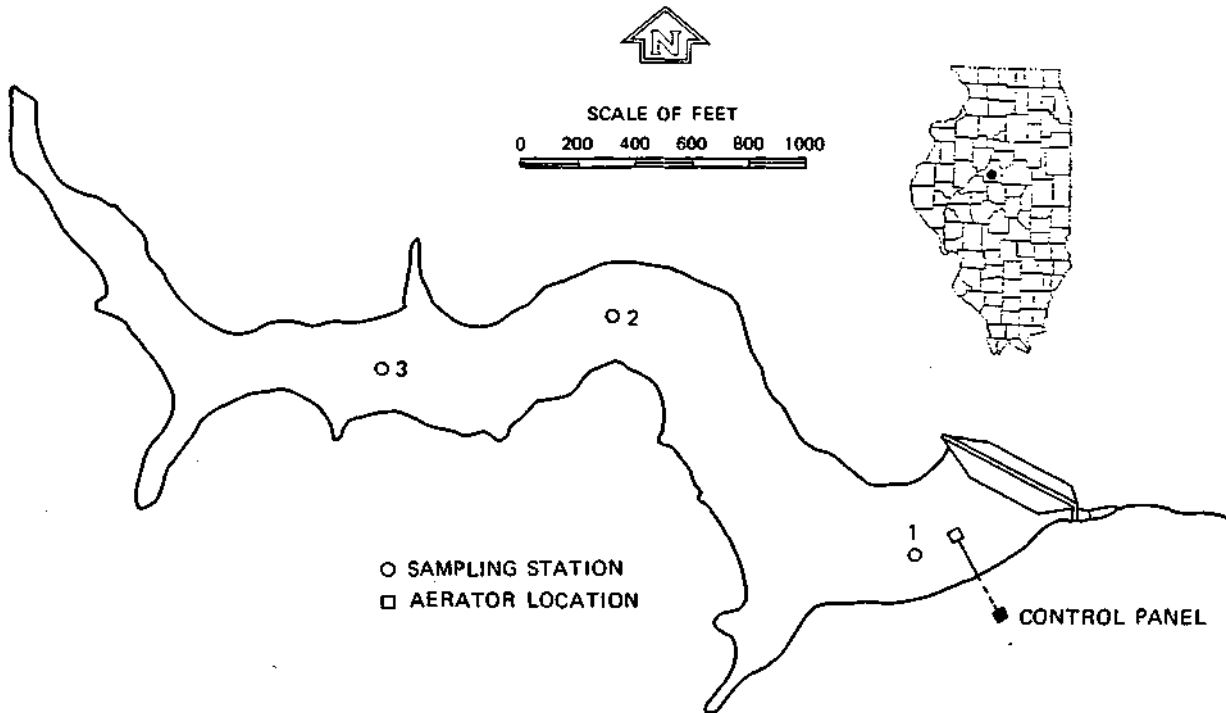 N
SCALE OF FEET
0 200 400 600 800 1000
2
3
1
○ SAMPLING STATION
□ AERATOR LOCATION
CONTROL PANEL